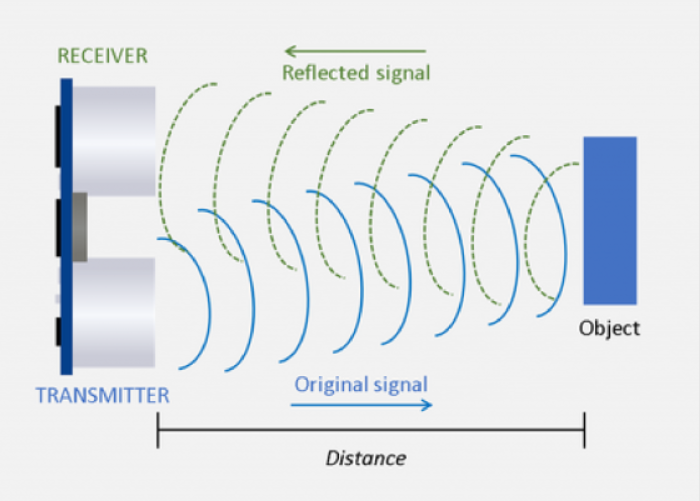 RECEIVER
Reflected signal
Object
Original signal
TRANSMITTER
Distance